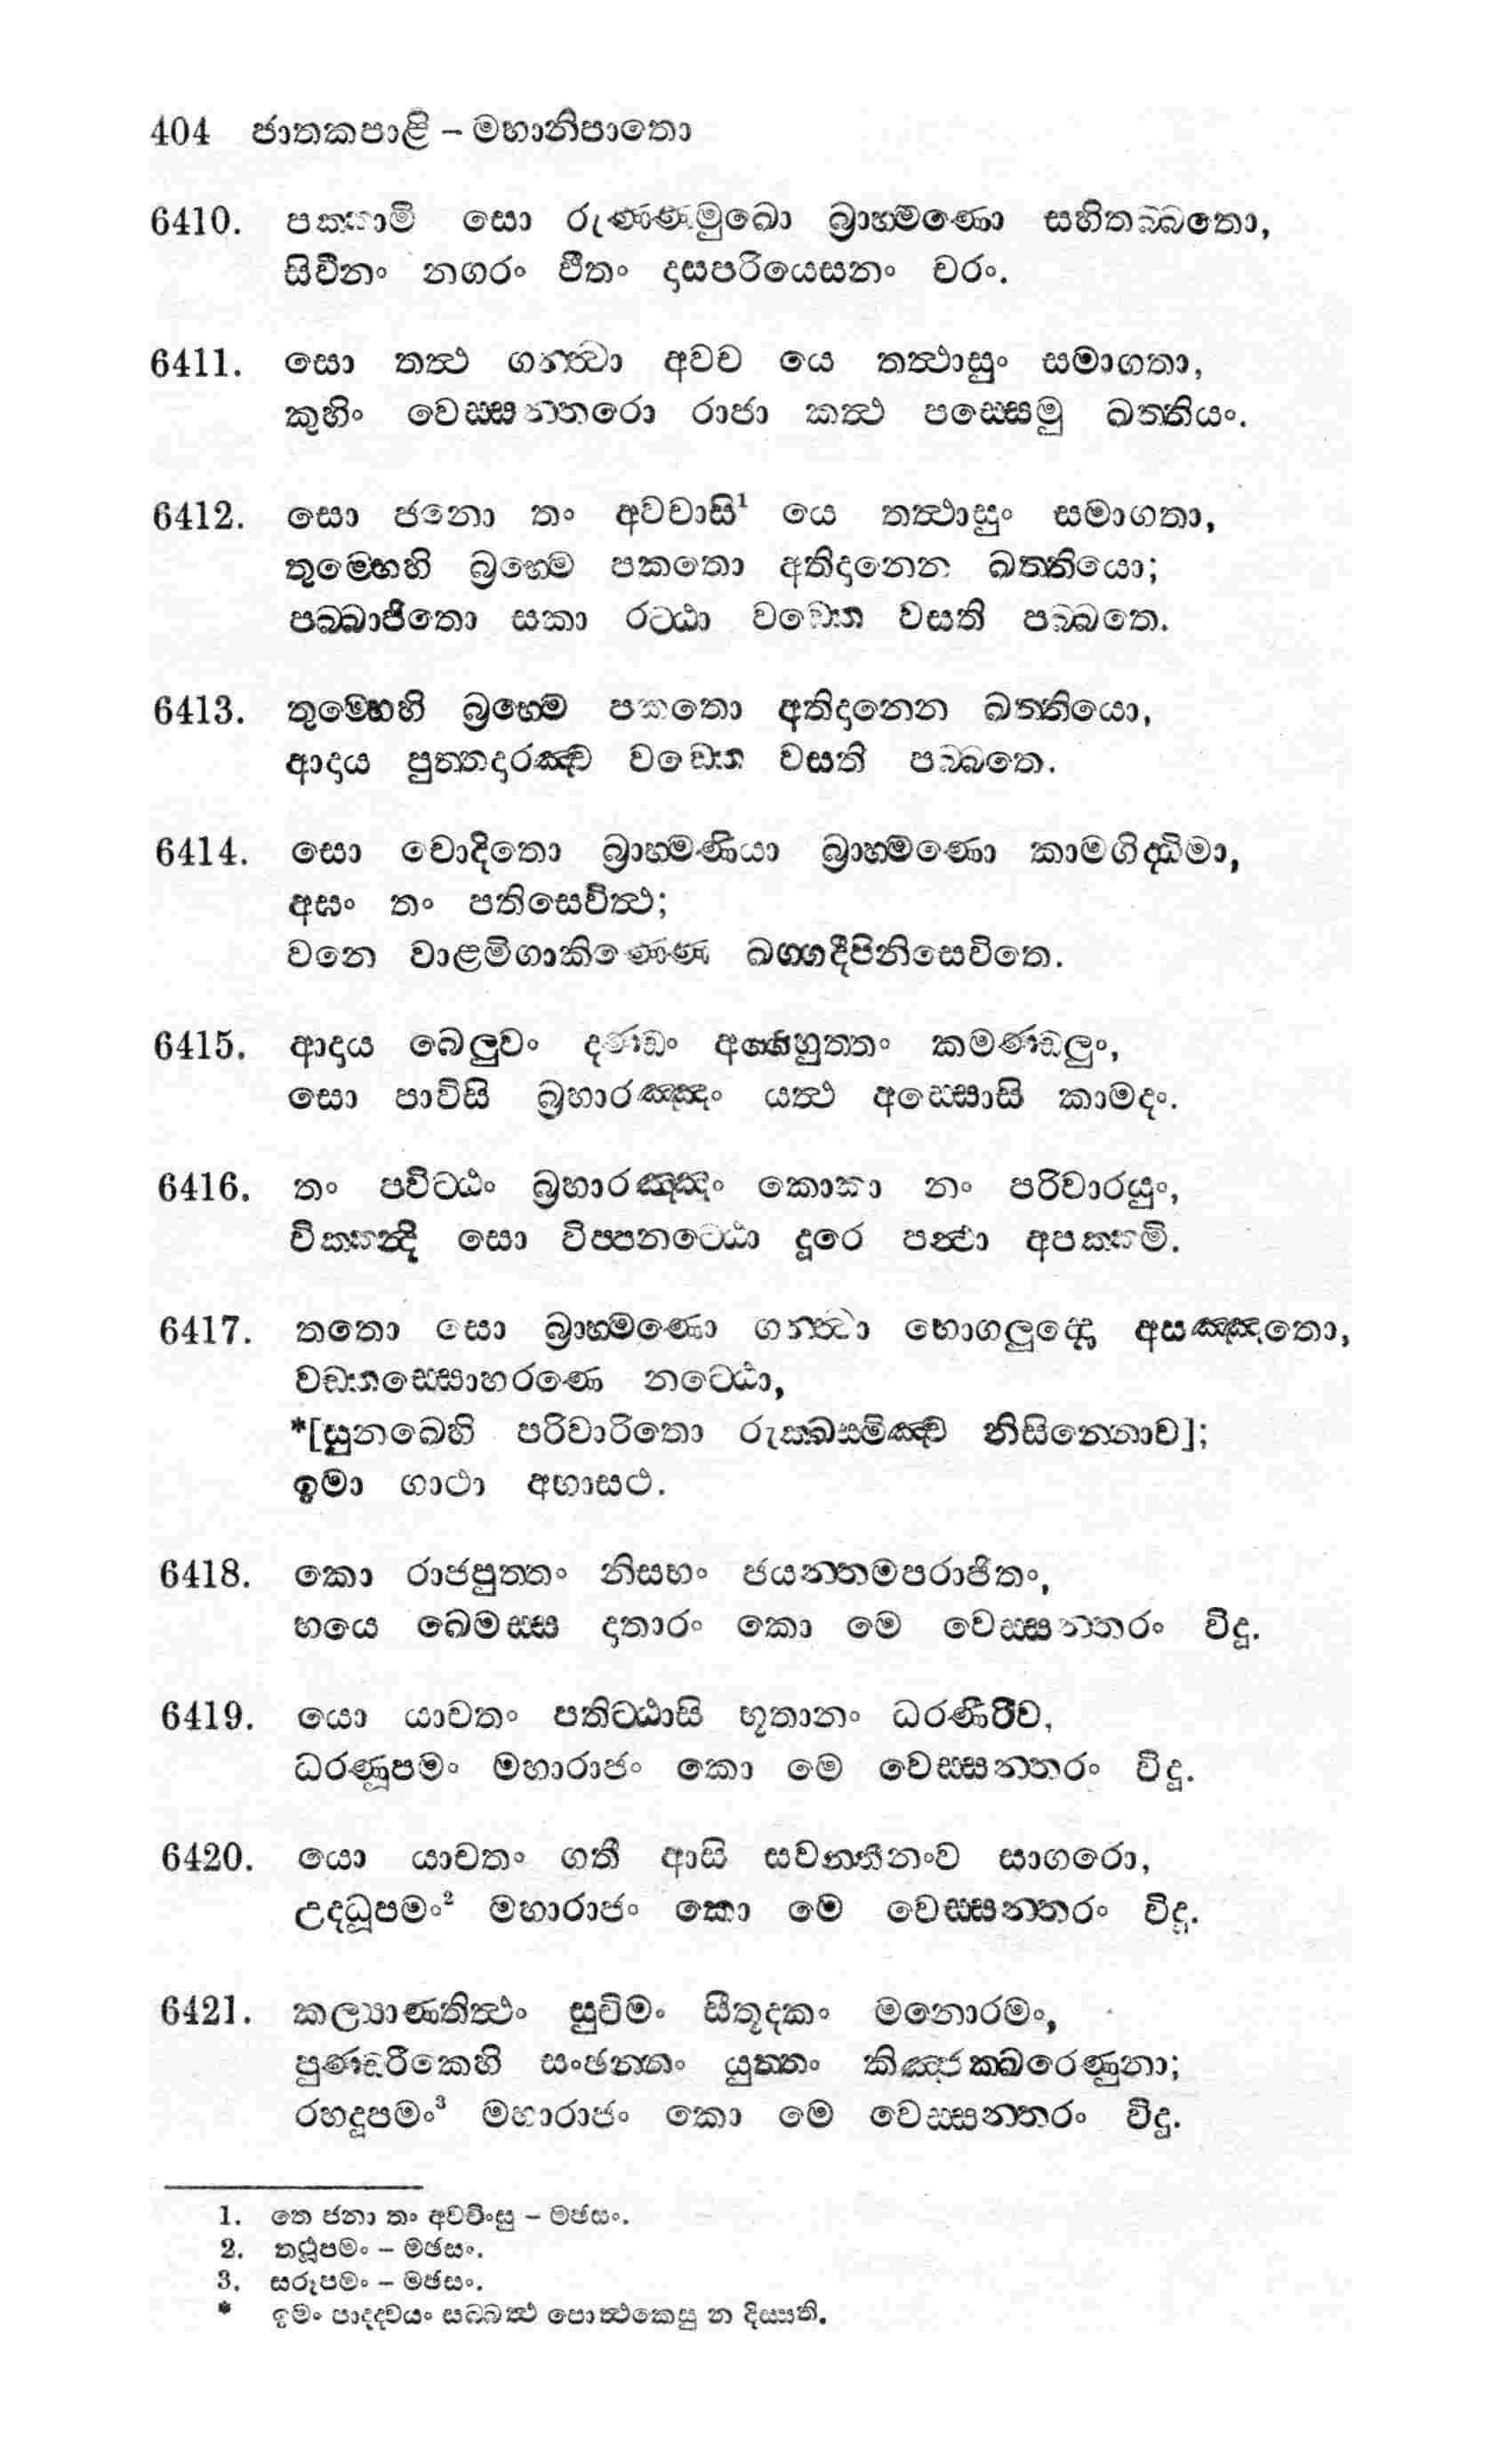 404 ජාතකපාළි – මහානිපාතො
6410. පක්කාමි සො රුණ්ණමුඛො බ්‍රාහ්මණො සහිතබ්බතො,
සිවීනං නගරං ඵීතං දාසපරියෙසනං චරං.
6411. සො තත්‍ථ ගන්ත්‍වා අවච යෙ තත්‍ථාසුං සමාගතා,
කුහිං වෙස්සන්තරො රාජා කත්‍ථ පස්සෙමු ඛත්තියං.
6412. සො ජනො තං අවචාසි¹ යෙ තත්‍ථාසුං සමාගතා,
තුම්හෙහි බ්‍රහ්මෙ පකතො අතිදානෙන ඛත්තියො;
පබ්බාජිතො සකා රට්ඨා වඞ්කෙ වසති පබ්බතෙ.
6413. තුම්හෙහි බ්‍රහ්මෙ පකතො අතිදානෙන ඛත්තියො,
ආදාය පුත්තදාරඤ්ච වඞ්කෙ වසති පබ්බතෙ.
6414. සො චොදිතො බ්‍රාහ්මණියා බ්‍රාහ්මණො කාමගිද්ධිමා,
අඝං තං පතිසෙවිත්‍ථ;
වනෙ වාළමිගාකිණ්ණෙ ඛග්ගදීපිනිසෙවිතෙ.
6415. ආදාය බෙලුවං දණ්ඩං අග්ගිහුත්තං කමණ්ඩලුං,
සො පාවිසි බ්‍රහාරඤ්ඤං යත්‍ථ අස්සොසි කාමදං.
6416. තං පවිට්ඨං බ්‍රහාරඤ්ඤං කොකා නං පරිවාරයුං,
වික්කන්‍දි සො විප්පනට්ඨො දූරෙ පන්‍ථා අපක්කමි.
6417. තතො සො බ්‍රාහ්මණො ගන්ත්‍වා භොගලුද්ධො අසඤ්ඤතො,
වඞ්කස්සොහරණෙ නට්ඨො,
*[සුනඛෙහි පරිවාරිතො රුක්ඛස්මිඤ්ච නිසින්නොව];
ඉමා ගාථා අභාසථ.
6418. කො රාජපුත්තං නිසභං ජයන්තමපරාජිතං,
භයෙ ඛෙමස්ස දාතාරං කො මෙ වෙස්සන්තරං විදූ.
6419. යො යාචතං පතිට්ඨාසි භූතානං ධරණීරිව,
ධරණූපමං මහාරාජං කො මෙ වෙස්සන්තරං විදූ.
6420. යො යාචතං ගතී ආසි සවන්තීනංව සාගරො,
උදධූපමං² මහාරාජං කො මෙ වෙස්සන්තරං විදූ.
6421. කල්‍යාණතිත්‍ථං සුචිමං සීතූදකං මනොරමං,
පුණ්ඩරීකෙහි සංඡන්නං යුත්තං කිඤ්ජක්ඛරෙණුනා;
රහදූපමං³ මහාරාජං කො මෙ වෙස්සන්තරං විදූ.
1. තෙ ජනා තං අවචිංසු – මඡසං.
2. තථූපමං – මඡසං.
3. සරූපමං – මඡසං.
* ඉමං පාදද්වයං සබ්බත්‍ථ පොත්‍ථකෙසු න දිස්සති.